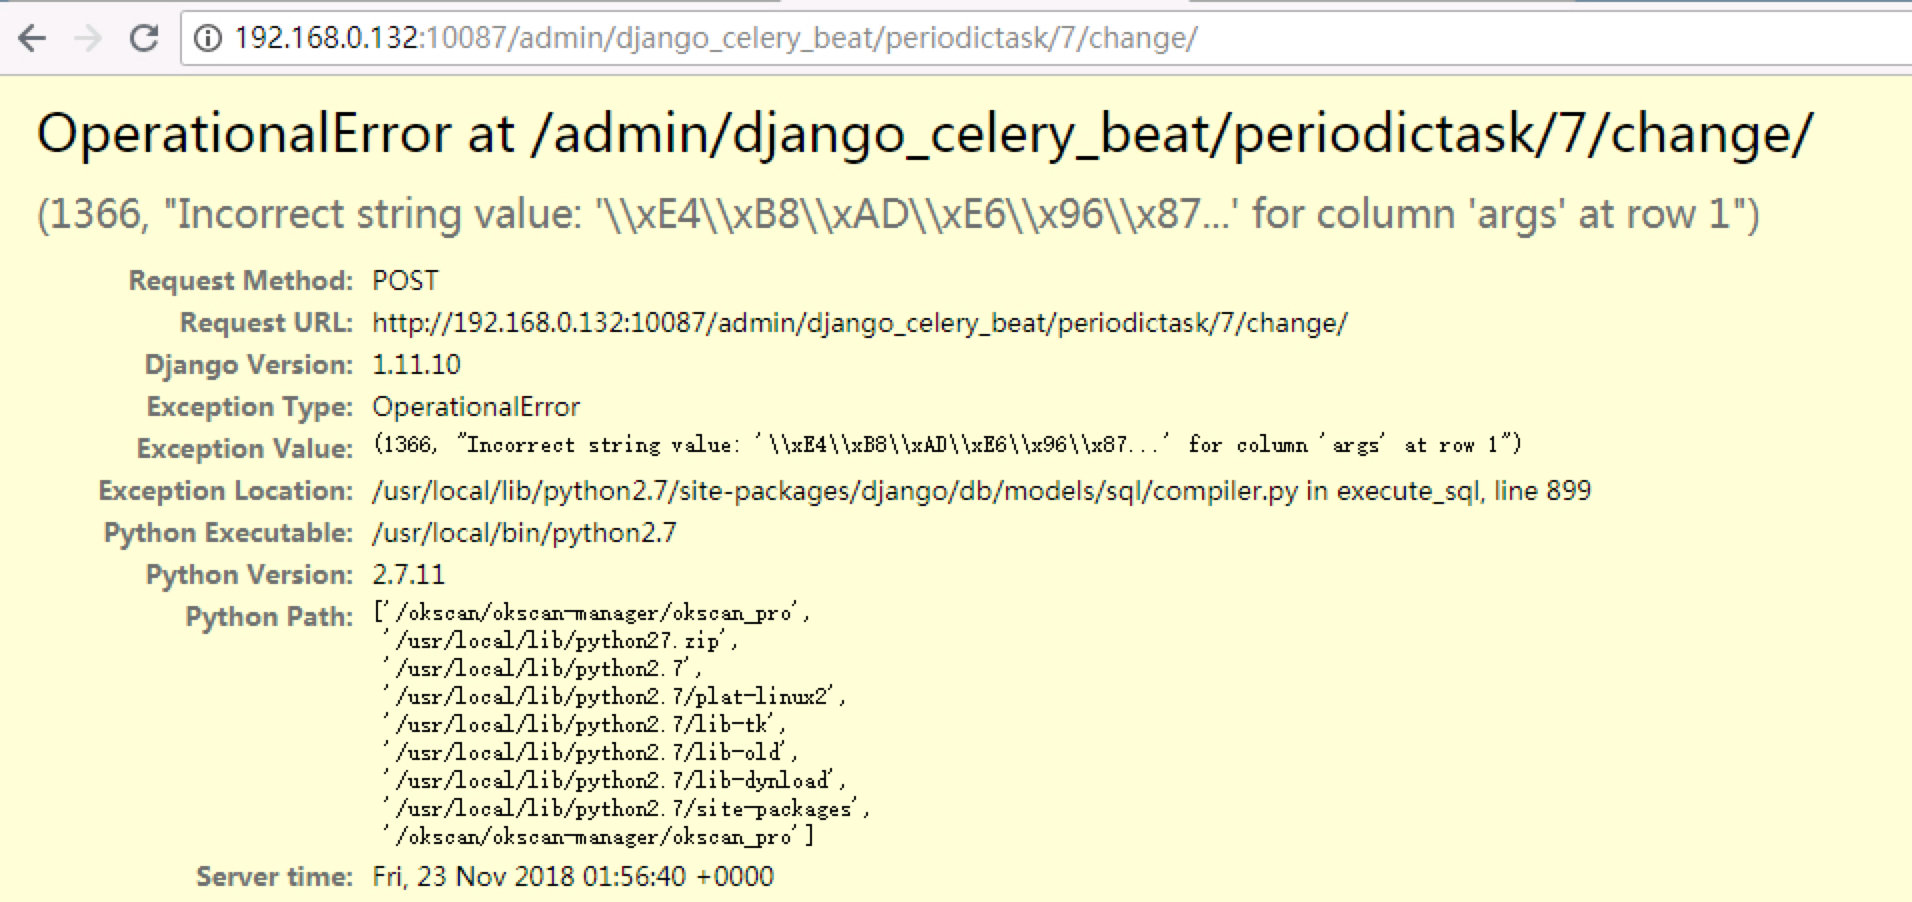 192.168.0.132:10087/admin/django_celery_beat/periodictask/7/change/
OperationalError at /admin/django_celery_beat/periodictask/7/change/
(1366, "Incorrect string value: '\\xE4\\xB8\\xAD\\xE6\\x96\\x87...' for column 'args' at row 1")
Request Method: POST
Request URL: http://192.168.0.132:10087/admin/django_celery_beat/periodictask/7/change/
Django Version: 1.11.10
Exception Type: OperationalError
Exception Value: (1366, "Incorrect string value: '\\xE4\\xB8\\xAD\\xE6\\x96\\x87...' for column 'args' at row 1")
Exception Location: /usr/local/lib/python2.7/site-packages/django/db/models/sql/compiler.py in execute_sql, line 899
Python Executable: /usr/local/bin/python2.7
Python Version: 2.7.11
Python Path: ['/okscan/okscan-manager/okscan_pro',
'/usr/local/lib/python27.zip',
'/usr/local/lib/python2.7',
'/usr/local/lib/python2.7/plat-linux2',
'/usr/local/lib/python2.7/lib-tk',
'/usr/local/lib/python2.7/lib-old',
'/usr/local/lib/python2.7/lib-dynload',
'/usr/local/lib/python2.7/site-packages',
'/okscan/okscan-manager/okscan_pro']
Server time: Fri, 23 Nov 2018 01:56:40 +0000